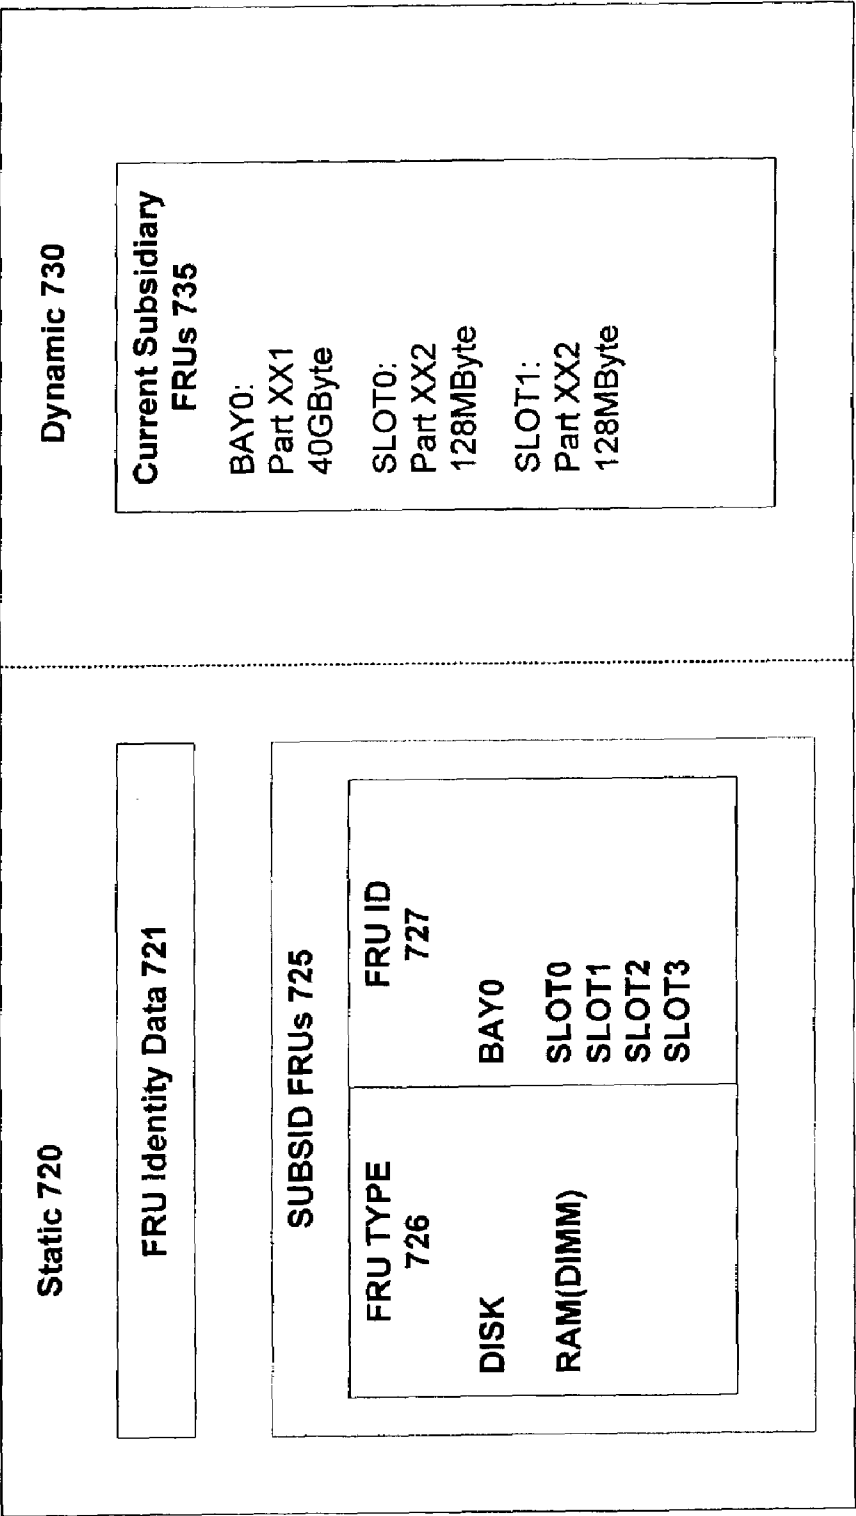 Static 720
FRU Identity Data 721
SUBSID FRUs 725
FRU TYPE
726
DISK
RAM(DIMM)
FRU ID
727
BAY0
SLOT0
SLOT1
SLOT2
SLOT3
Dynamic 730
Current Subsidiary
FRUs 735
BAY0:
Part XX1
40GByte
SLOT0:
Part XX2
128MByte
SLOT1:
Part XX2
128MByte